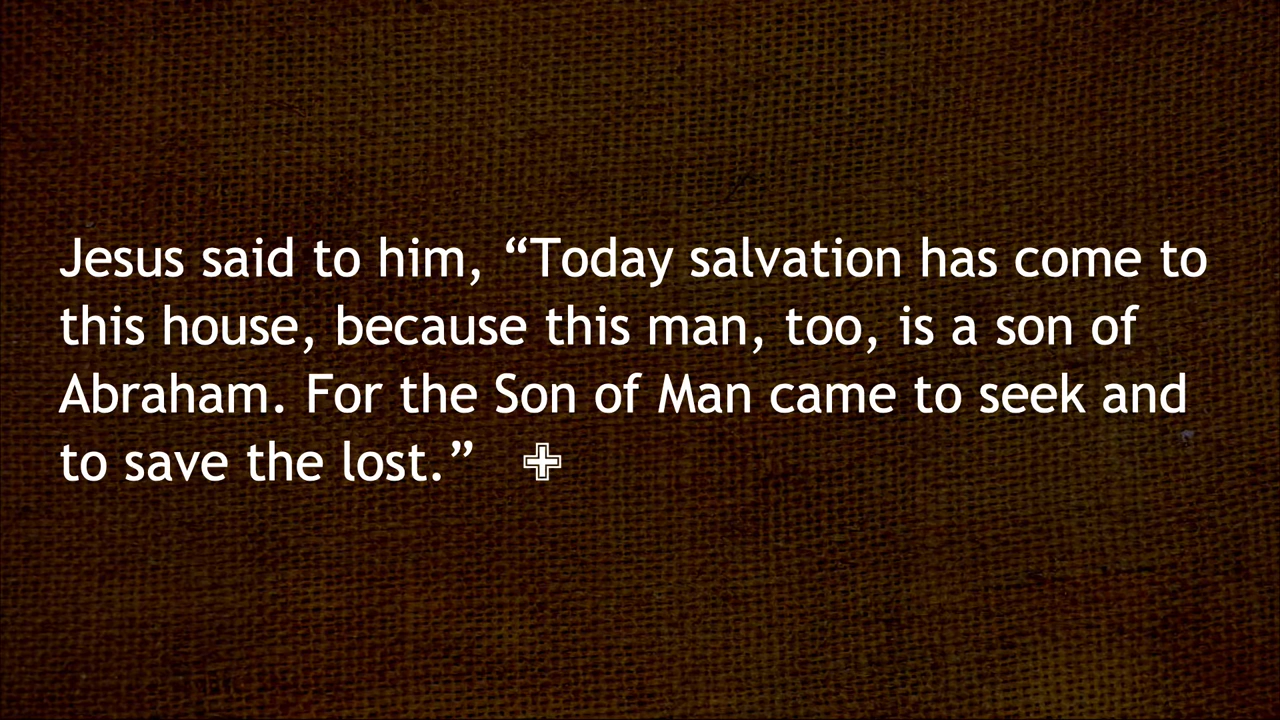 Jesus said to him, “Today salvation has come to
this house, because this man, too, is a son of
Abraham. For the Son of Man came to seek and
to save the lost.” ✙